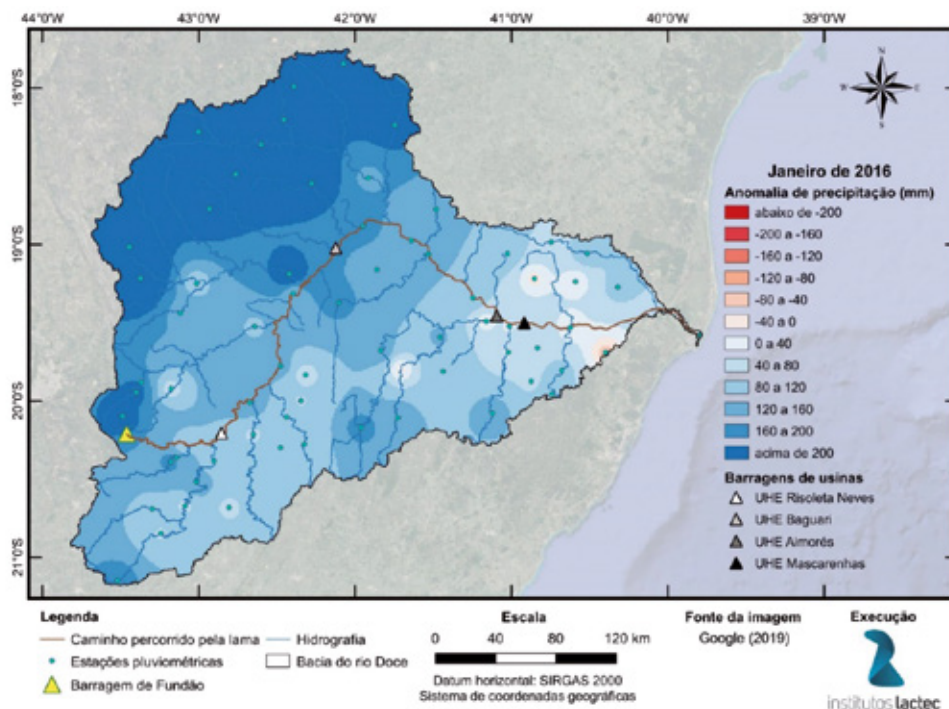 44°0'W 43°0'W 42°0'W 41°0'W 40°0'W 39°0'W
18°0'S
19°0'S
20°0'S
21°0'S
N
Janeiro de 2016
Anomalia de precipitação (mm)
abaixo de -200
-200 a -160
-160 a -120
-120 a -80
-80 a -40
-40 a 0
0 a 40
40 a 80
80 a 120
120 a 160
160 a 200
acima de 200
Barragens de usinas
UHE Risoleta Neves
UHE Baguari
UHE Aimorés
UHE Mascarenhas
Legenda
Caminho percorrido pela lama
Hidrografia
Estações pluviométricas
Bacia do rio Doce
Barragem de Fundão
Escala
0 40 80 120 km
Datum horizontal: SIRGAS 2000
Sistema de coordenadas geográficas
Fonte da imagem
Google (2019)
Execução
institutos lactec